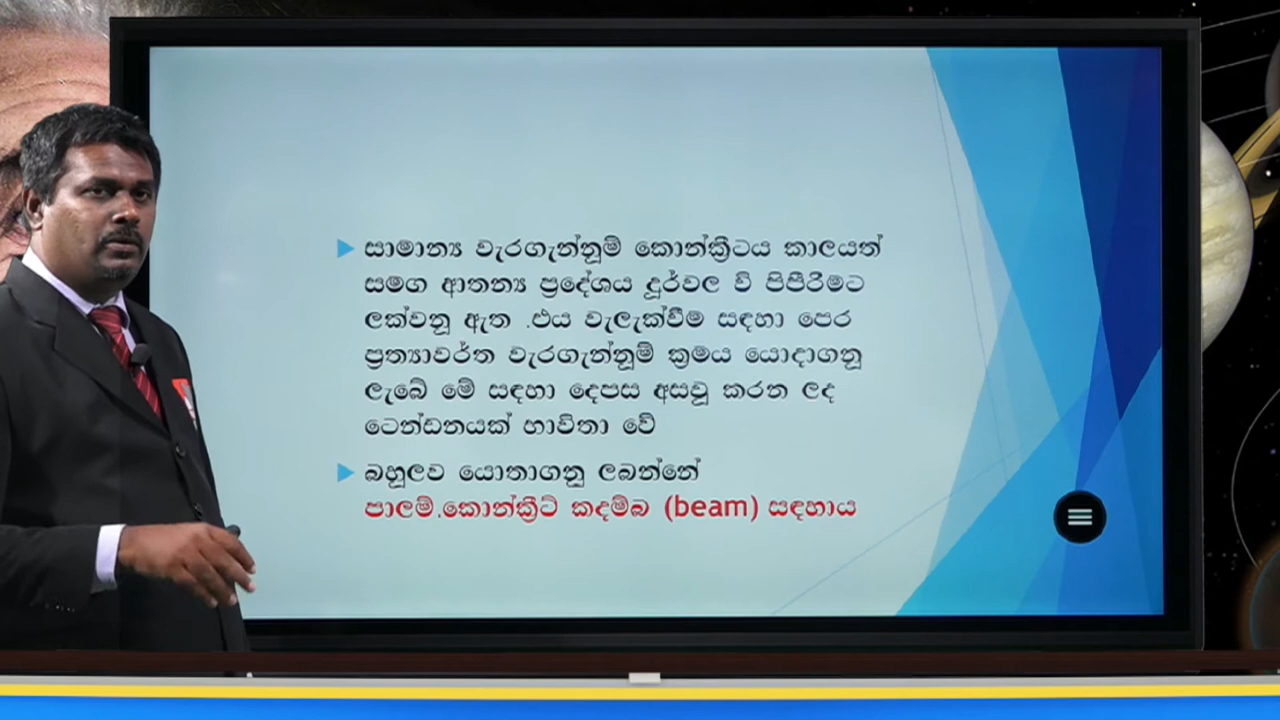 සාමාන්‍ය වැරගැන්නූම් කොන්ක්‍රීටය කාලයත්
සමග ආතන්‍ය ප්‍රදේශය දූර්වල වි පිපීරීමට
ලක්වනූ ඇත .එය වැලැක්වීම සඳහා පෙර
ප්‍රත්‍යාවර්ත වැරගැන්නූම් ක්‍රමය යොදාගනූ
ලැබේ මේ සඳහා දෙපස අසවූ කරන ලද
ටෙන්ඩනයක් භාවිතා වේ
බහූලව යොතාගනු ලබන්නේ
පාලම්.කොන්ක්‍රීට් කදම්බ (beam) සඳහාය